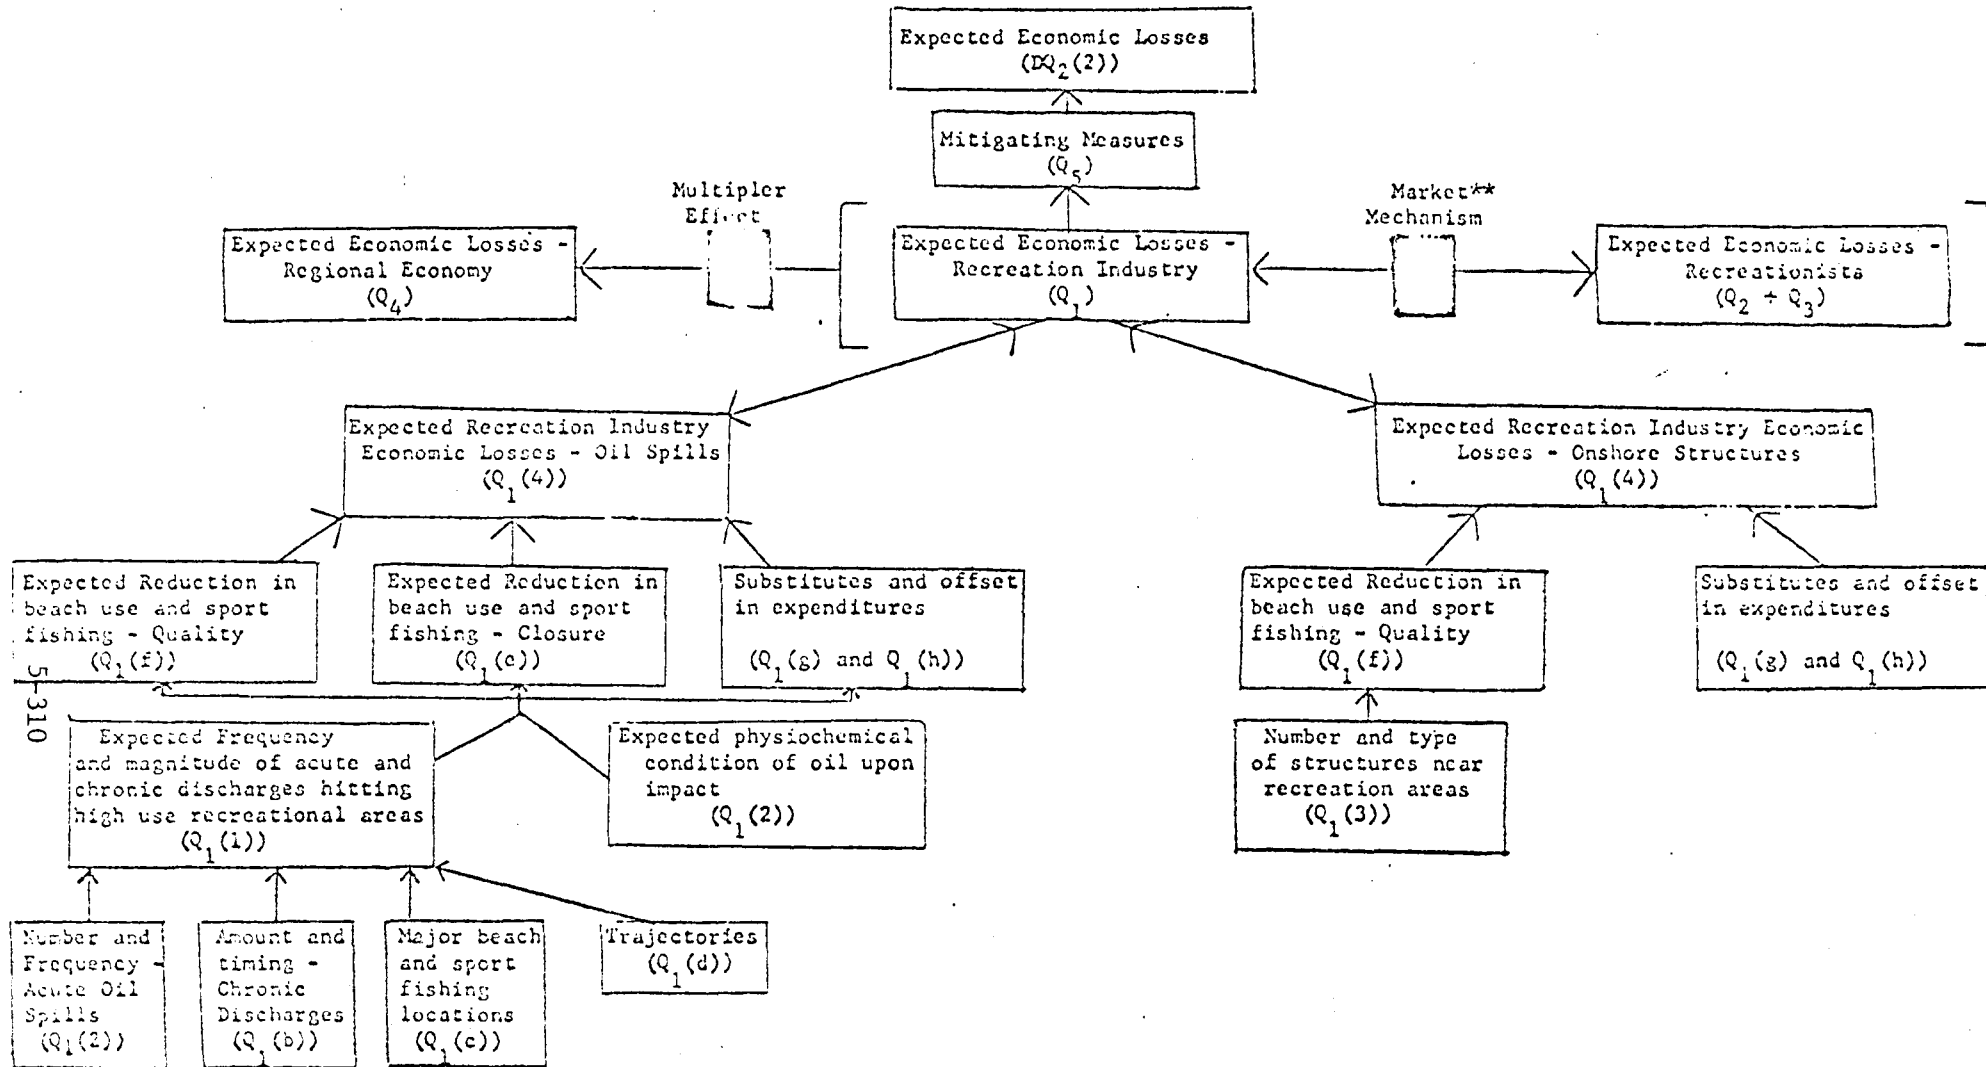 Expected Economic Losses
(DQ2(2))
Mitigating Measures
(Q5)
Multipler
Effect
Market**
Mechanism
Expected Economic Losses -
Regional Economy
(Q4)
Expected Economic Losses -
Recreation Industry
(Q1)
Expected Economic Losses -
Recreationists
(Q2 + Q3)
Expected Recreation Industry
Economic Losses - Oil Spills
(Q1(4))
Expected Recreation Industry Economic
Losses - Onshore Structures
(Q1(4))
Expected Reduction in
beach use and sport
fishing - Quality
(Q1(f))
Expected Reduction in
beach use and sport
fishing - Closure
(Q1(e))
Substitutes and offset
in expenditures
(Q1(g) and Q1(h))
Expected Reduction in
beach use and sport
fishing - Quality
(Q1(f))
Substitutes and offset
in expenditures
(Q1(g) and Q1(h))
5-310
Expected Frequency
and magnitude of acute and
chronic discharges hitting
high use recreational areas
(Q1(1))
Expected physiochemical
condition of oil upon
impact
(Q1(2))
Number and type
of structures near
recreation areas
(Q1(3))
Number and
Frequency -
Acute Oil
Spills
(Q1(2))
Amount and
timing -
Chronic
Discharges
(Q1(b))
Major beach
and sport
fishing
locations
(Q1(c))
Trajectories
(Q1(d))